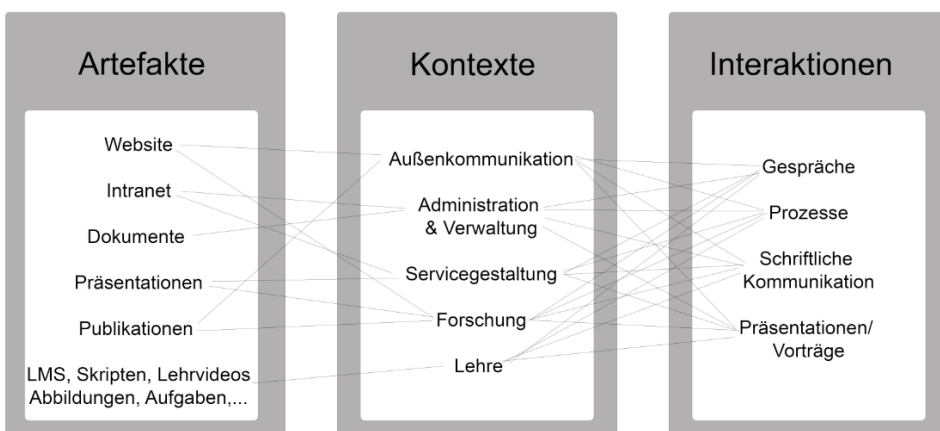 Artefakte
Website
Intranet
Dokumente
Präsentationen
Publikationen
LMS, Skripten, Lehrvideos
Abbildungen, Aufgaben,...
Kontexte
Außenkommunikation
Administration
& Verwaltung
Servicegestaltung
Forschung
Lehre
Interaktionen
Gespräche
Prozesse
Schriftliche
Kommunikation
Präsentationen/
Vorträge